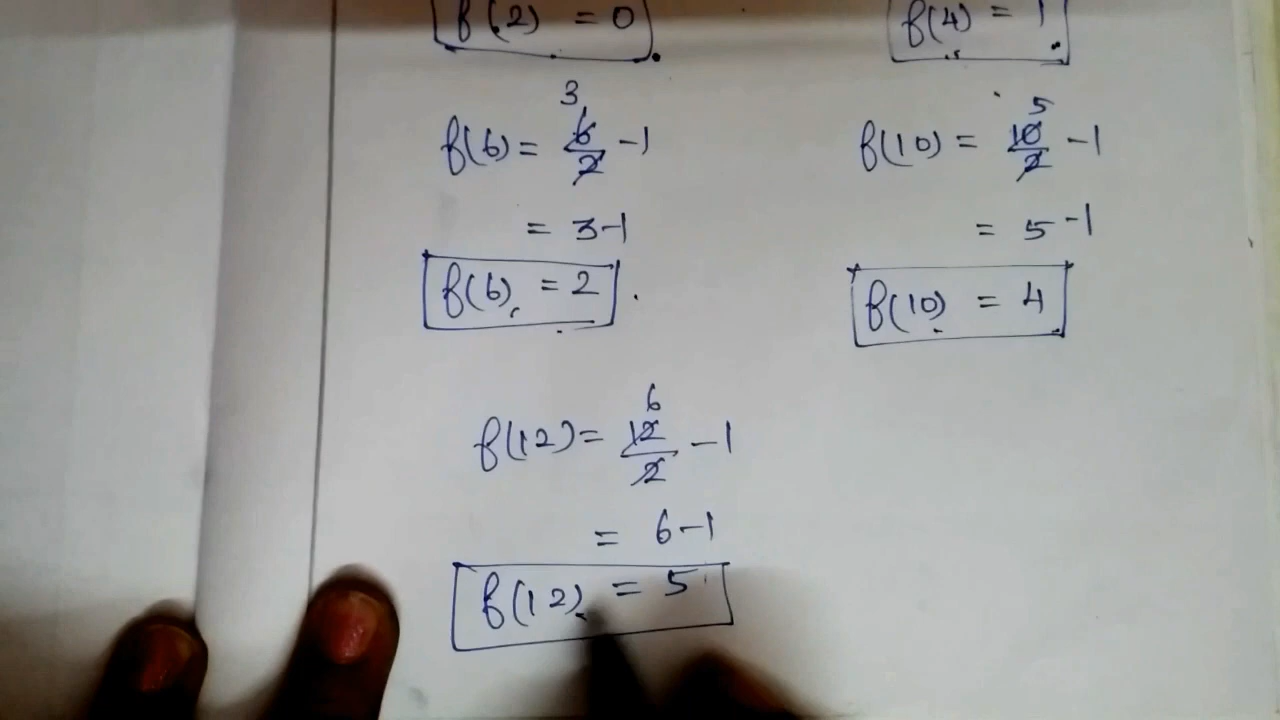 f(2) = 0
f(4) = 1
f(6) = 6/2 - 1
3
= 3-1
f(6) = 2
f(10) = 10/2 - 1
5
= 5-1
f(10) = 4
f(12) = 12/2 - 1
6
= 6-1
f(12) = 5